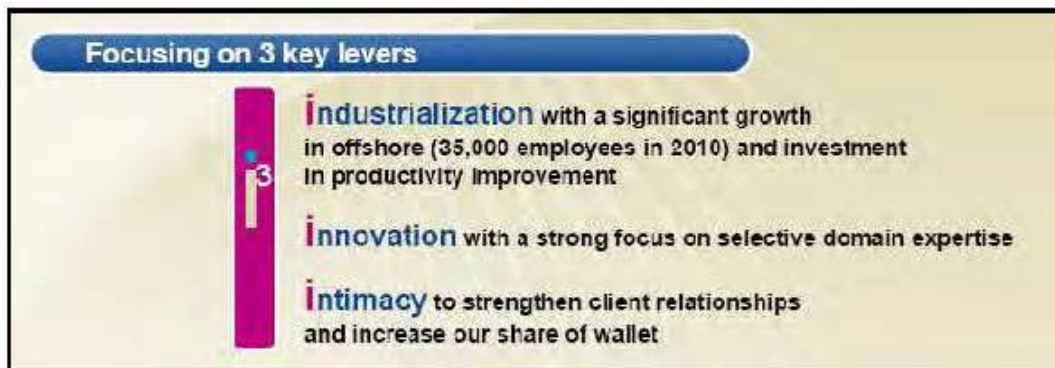 Focusing on 3 key levers
i3
industrialization with a significant growth
in offshore (35,000 employees in 2010) and investment
in productivity improvement
innovation with a strong focus on selective domain expertise
intimacy to strengthen client relationships
and increase our share of wallet